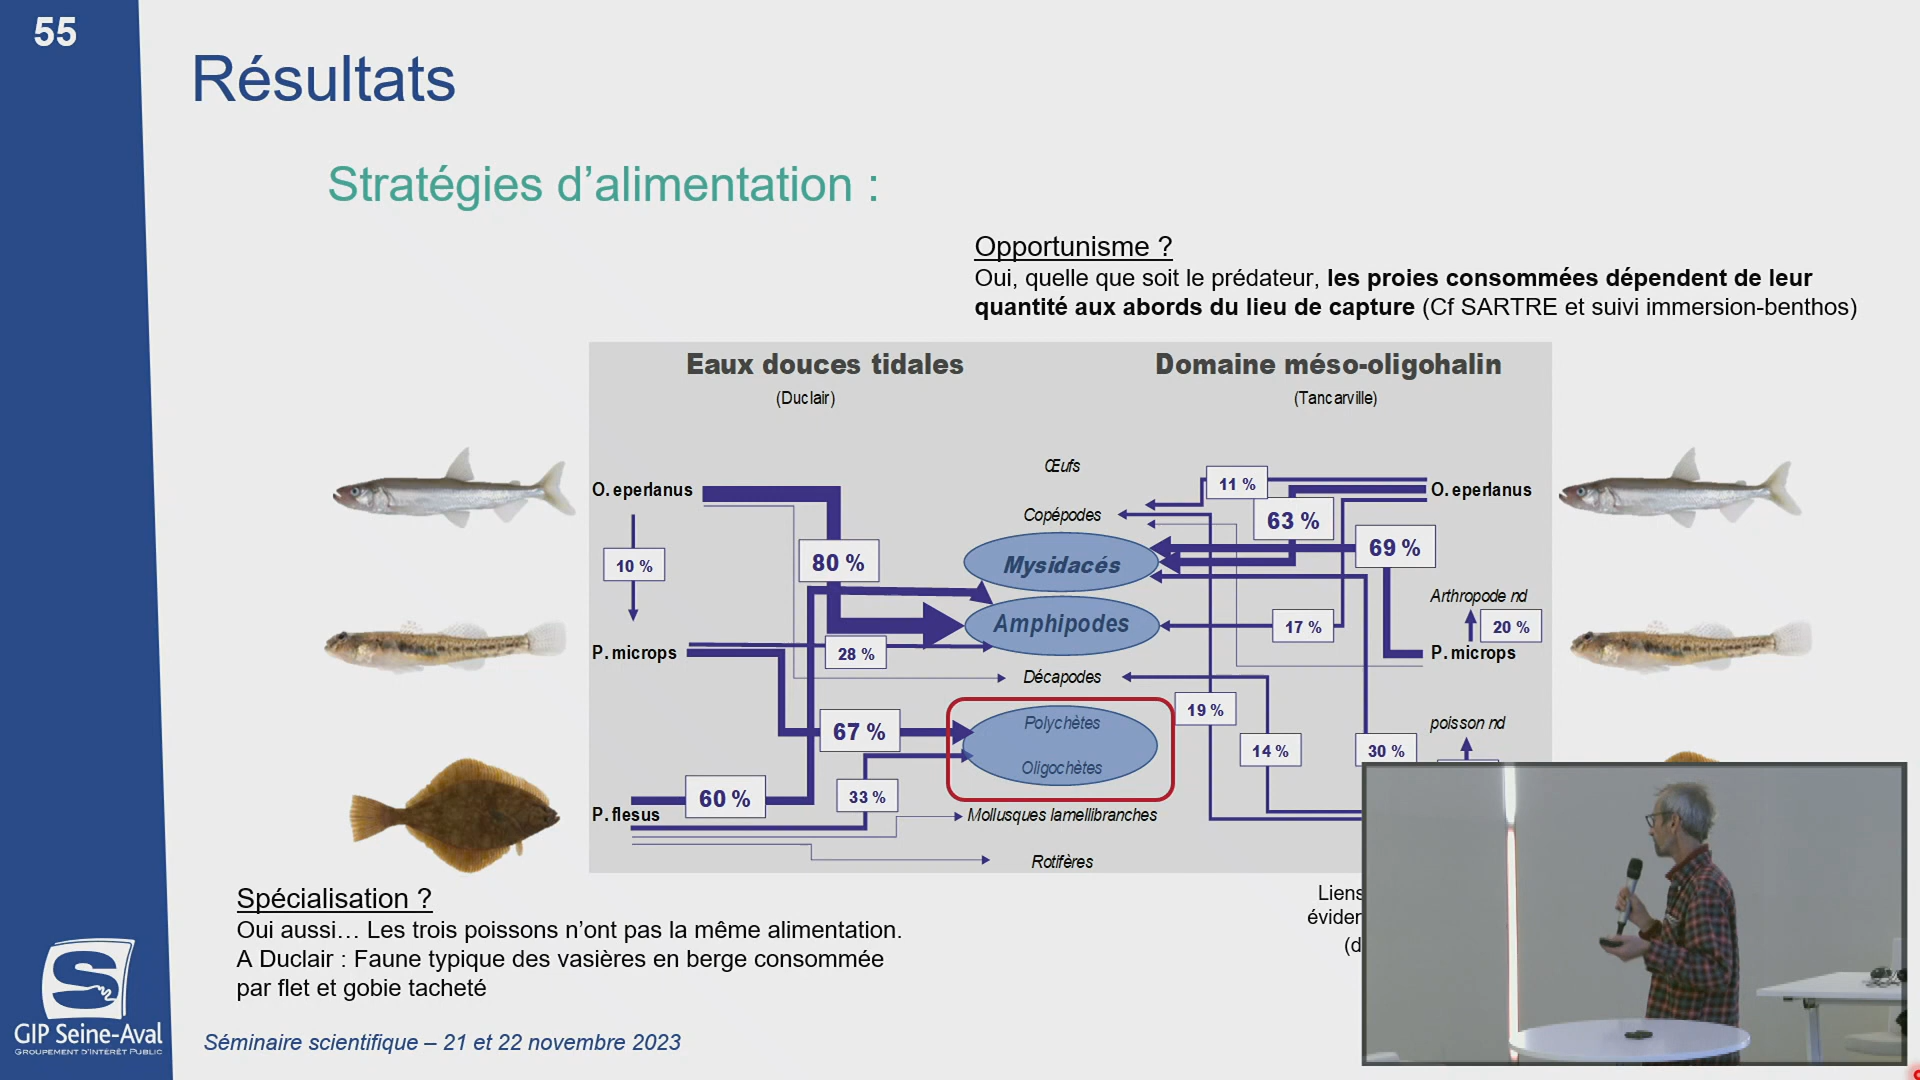 55
Résultats
Stratégies d’alimentation :
Opportunisme ?
Oui, quelle que soit le prédateur, les proies consommées dépendent de leur
quantité aux abords du lieu de capture (Cf SARTRE et suivi immersion-benthos)
Eaux douces tidales
(Duclair)
Domaine méso-oligohalin
(Tancarville)
O. eperlanus
10 %
P. microps
P. flesus
80 %
28 %
67 %
60 %
33 %
Œufs
Copépodes
Mysidacés
Amphipodes
Décapodes
Polychètes
Oligochètes
Mollusques lamellibranches
Rotifères
11 %
63 %
69 %
17 %
19 %
14 %
30 %
O. eperlanus
Arthropode nd
20 %
P. microps
poisson nd
Spécialisation ?
Oui aussi… Les trois poissons n’ont pas la même alimentation.
A Duclair : Faune typique des vasières en berge consommée
par flet et gobie tacheté
Liens
éviden
(d
GIP Seine-Aval
GROUPEMENT D'INTÉRÊT PUBLIC
Séminaire scientifique – 21 et 22 novembre 2023